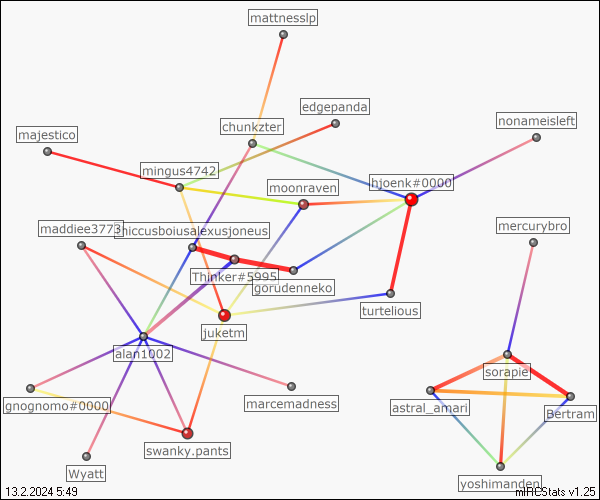 mattnesslp
edgepanda
nonameisleft
chunkzter
majestico
mingus4742
hjoenk#0000
moonraven
mercurybro
maddiee3773
hiccusboiusalexusjoneus
Thinker#5995
gorudenneko
turtelious
juketm
alan1002
sorapie
gnognomo#0000
marcemadness
astral_amari
Bertram
swanky.pants
Wyatt
yoshimanden
13.2.2024 5:49
mIRCStats v1.25